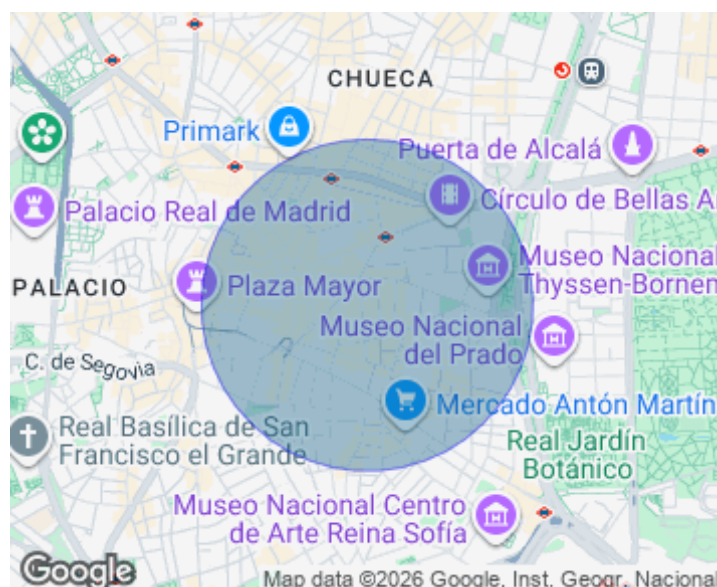 CHUECA
Primark
Puerta de Alcalá
Círculo de Bellas A
Palacio Real de Madrid
Museo Nacional
Thyssen-Bornem
PALACIO
Plaza Mayor
Museo Nacional
del Prado
C. de Segovia
Mercado Antón Martín
Real Basílica de San
Francisco el Grande
Real Jardín
Botánico
Museo Nacional Centro
de Arte Reina Sofía
Google
Map data ©2026 Google, Inst. Geogr. Nacional